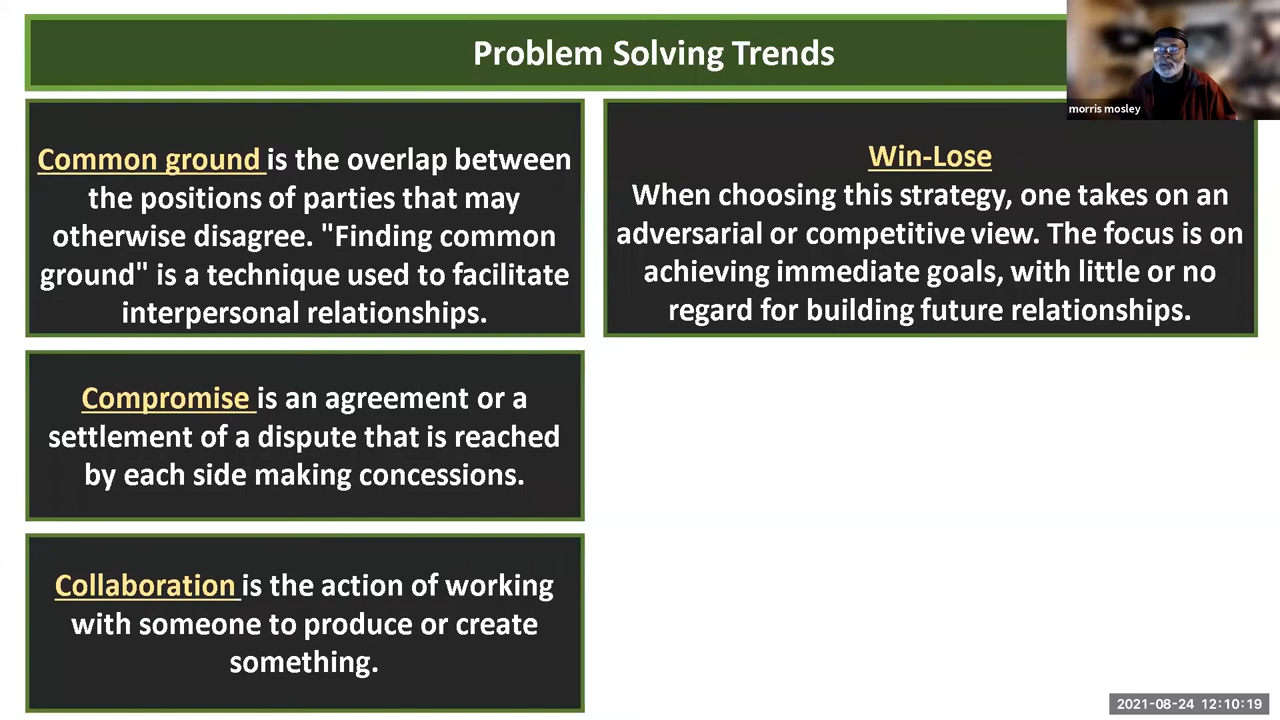 Problem Solving Trends
morris mosley
Common ground is the overlap between
the positions of parties that may
otherwise disagree. "Finding common
ground" is a technique used to facilitate
interpersonal relationships.
Win-Lose
When choosing this strategy, one takes on an
adversarial or competitive view. The focus is on
achieving immediate goals, with little or no
regard for building future relationships.
Compromise is an agreement or a
settlement of a dispute that is reached
by each side making concessions.
Collaboration is the action of working
with someone to produce or create
something.
2021-08-24 12:10:19